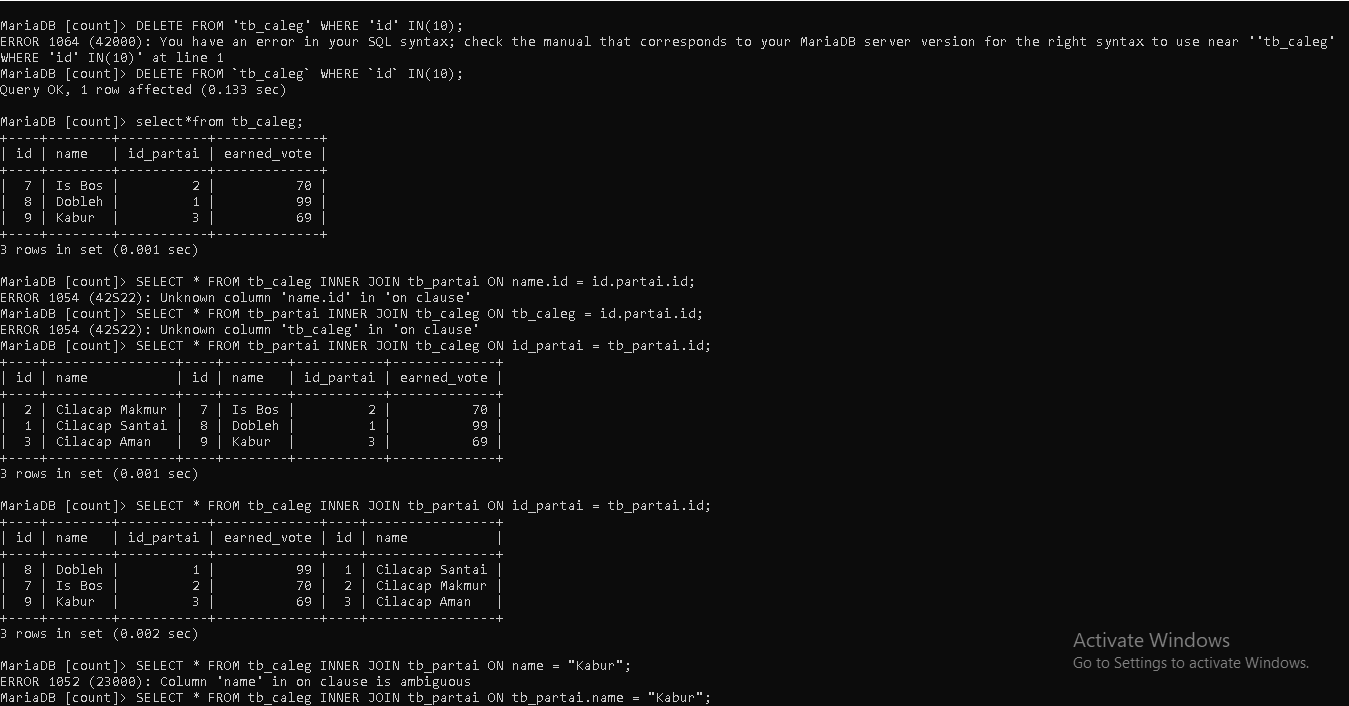 MariaDB [count]> DELETE FROM 'tb_caleg' WHERE 'id' IN(10);
ERROR 1064 (42000): You have an error in your SQL syntax; check the manual that corresponds to your MariaDB server version for the right syntax to use near ''tb_caleg'
WHERE 'id' IN(10)' at line 1
MariaDB [count]> DELETE FROM `tb_caleg` WHERE `id` IN(10);
Query OK, 1 row affected (0.133 sec)
MariaDB [count]> select*from tb_caleg;
+----+--------+-----------+-------------+
| id | name   | id_partai | earned_vote |
+----+--------+-----------+-------------+
|  7 | Is Bos |         2 |          70 |
|  8 | Dobleh |         1 |          99 |
|  9 | Kabur  |         3 |          69 |
+----+--------+-----------+-------------+
3 rows in set (0.001 sec)
MariaDB [count]> SELECT * FROM tb_caleg INNER JOIN tb_partai ON name.id = id.partai.id;
ERROR 1054 (42S22): Unknown column 'name.id' in 'on clause'
MariaDB [count]> SELECT * FROM tb_partai INNER JOIN tb_caleg ON tb_caleg = id.partai.id;
ERROR 1054 (42S22): Unknown column 'tb_caleg' in 'on clause'
MariaDB [count]> SELECT * FROM tb_partai INNER JOIN tb_caleg ON id_partai = tb_partai.id;
+----+----------------+----+--------+-----------+-------------+
| id | name           | id | name   | id_partai | earned_vote |
+----+----------------+----+--------+-----------+-------------+
|  2 | Cilacap Makmur |  7 | Is Bos |         2 |          70 |
|  1 | Cilacap Santai |  8 | Dobleh |         1 |          99 |
|  3 | Cilacap Aman   |  9 | Kabur  |         3 |          69 |
+----+----------------+----+--------+-----------+-------------+
3 rows in set (0.001 sec)
MariaDB [count]> SELECT * FROM tb_caleg INNER JOIN tb_partai ON id_partai = tb_partai.id;
+----+--------+-----------+-------------+----+----------------+
| id | name   | id_partai | earned_vote | id | name           |
+----+--------+-----------+-------------+----+----------------+
|  8 | Dobleh |         1 |          99 |  1 | Cilacap Santai |
|  7 | Is Bos |         2 |          70 |  2 | Cilacap Makmur |
|  9 | Kabur  |         3 |          69 |  3 | Cilacap Aman   |
+----+--------+-----------+-------------+----+----------------+
3 rows in set (0.002 sec)
MariaDB [count]> SELECT * FROM tb_caleg INNER JOIN tb_partai ON name = "Kabur";
ERROR 1052 (23000): Column 'name' in on clause is ambiguous
MariaDB [count]> SELECT * FROM tb_caleg INNER JOIN tb_partai ON tb_partai.name = "Kabur";
Activate Windows
Go to Settings to activate Windows.